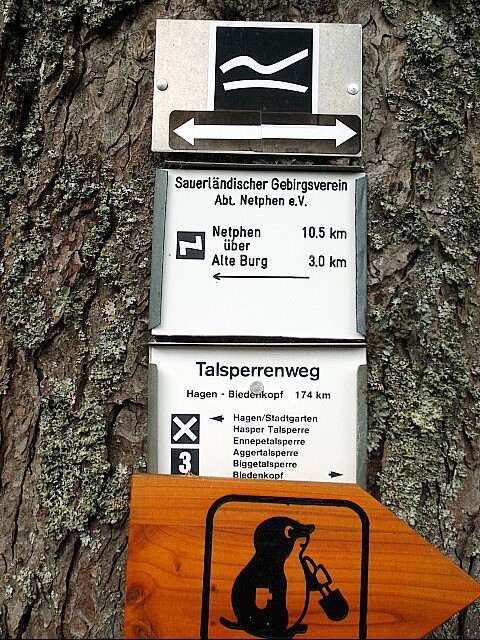 Sauerländischer Gebirgsverein
Abt. Netphen e.V.
Netphen 10.5 km
über
Alte Burg 3.0 km
Talsperrenweg
Hagen - Biedenkopf 174 km
X Hagen/Stadtgarten
Hasper Talsperre
Ennepetalsperre
3 Aggertalsperre
Biggetalsperre
Biedenkopf